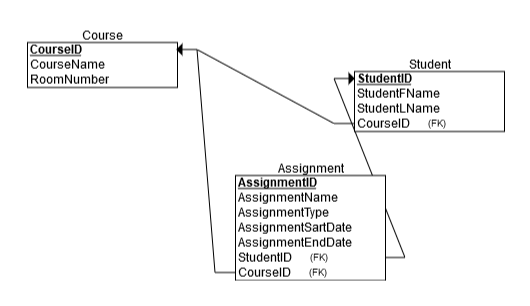 Course
CourseID
CourseName
RoomNumber
Student
StudentID
StudentFName
StudentLName
CourseID (FK)
Assignment
AssignmentID
AssignmentName
AssignmentType
AssignmentSartDate
AssignmentEndDate
StudentID (FK)
CourseID (FK)